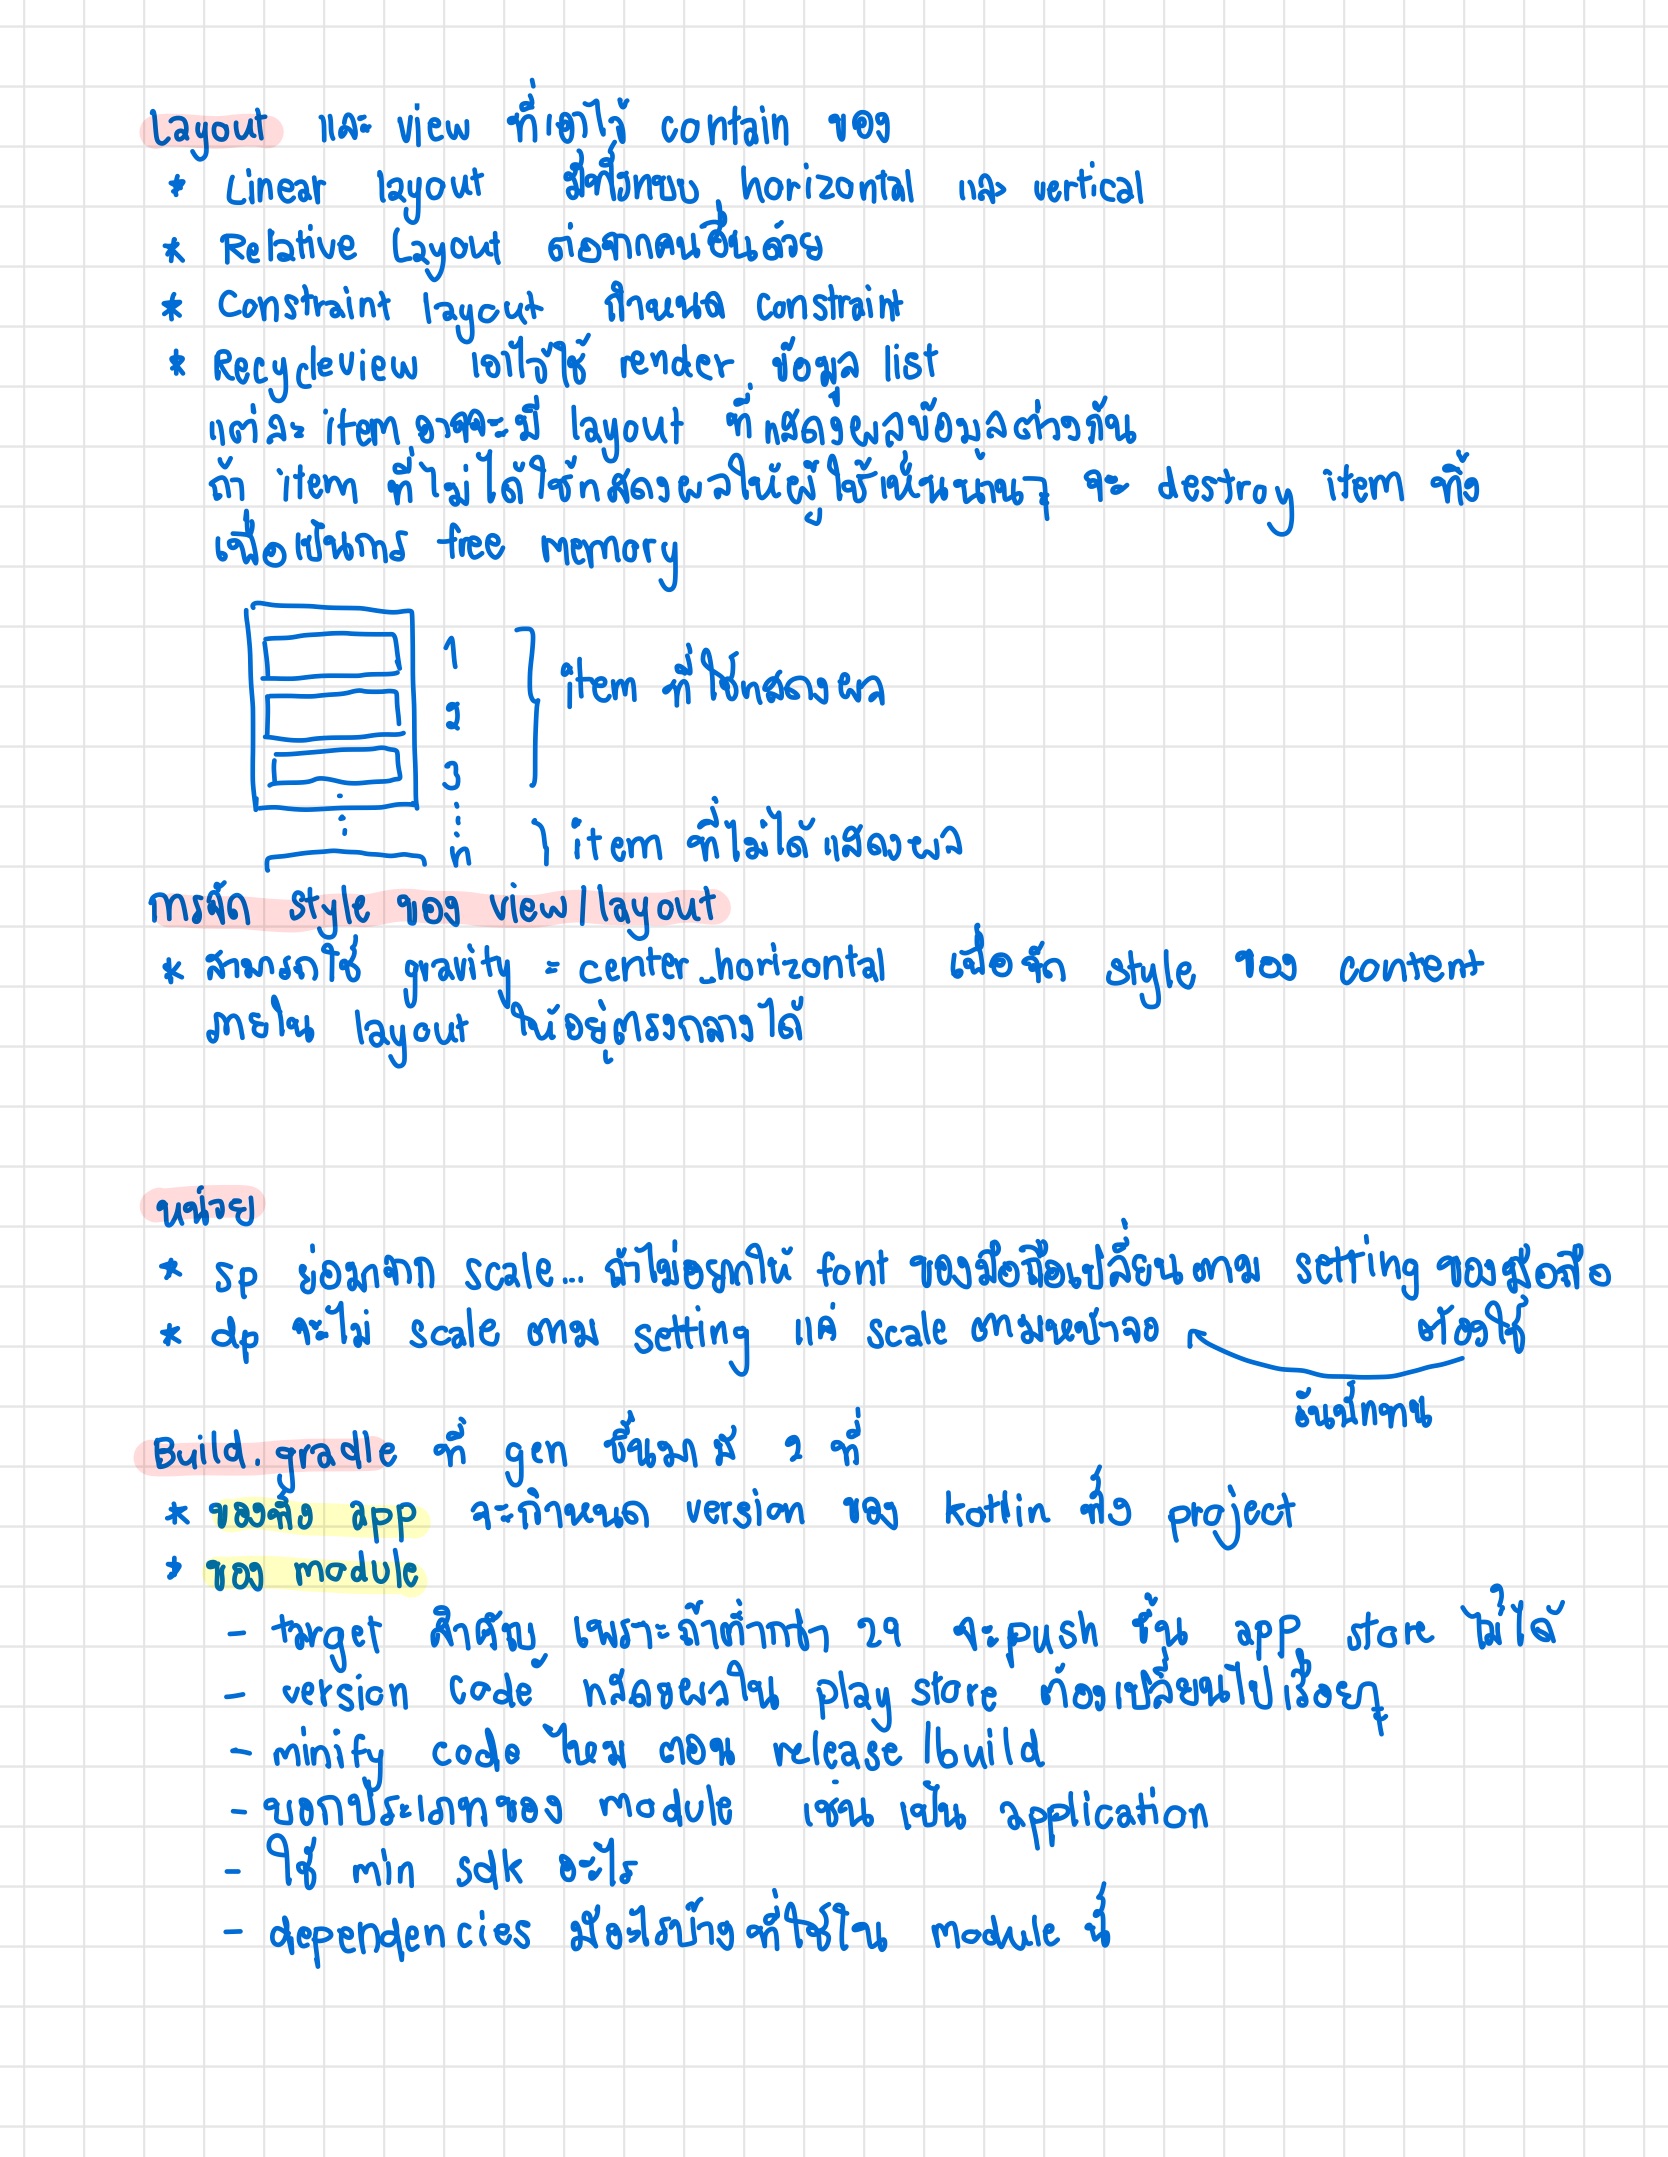 Layout และ view ที่เอาไว้ contain ของ
* Linear layout มีทั้งแบบ horizontal และ vertical
* Relative Layout ต่อจากคนอื่นด้วย
* Constraint layout กำหนด constraint
* Recycleview เอาไว้ใช้ render ข้อมูล list
แต่ละ item อาจจะมี layout ที่แสดงผลข้อมูลต่างกัน
ถ้า item ที่ไม่ได้ใช้แสดงผลให้ผู้ใช้เห็นนานๆ จะ destroy item ทิ้ง
เพื่อเป็นการ free memory
1
item ที่ใช้แสดงผล
2
3
n item ที่ไม่ได้แสดงผล
การจัด style ของ view/layout
* สามารถใช้ gravity = center_horizontal เพื่อจัด style ของ content
ภายใน layout ให้อยู่ตรงกลางได้
หน่วย
* sp ย่อมาจาก scale... ถ้าไม่อยากให้ font ของมือถือเปลี่ยนตาม setting ของมือถือ
* dp จะไม่ scale ตาม setting แค่ scale ตามหน้าจอ ต้องใช้
อันนี้แทน
Build.gradle ที่ gen ขึ้นมามี 2 ที่
* ของทั้ง app จะกำหนด version ของ kotlin ทั้ง project
* ของ module
- target สำคัญ เพราะถ้าต่ำกว่า 29 จะ push ขึ้น app store ไม่ได้
- version code แสดงผลใน play store ต้องเปลี่ยนไปเรื่อยๆ
- minify code ไหม ตอน release build
- บอกประเภทของ module เช่น เป็น application
- ใช้ min sdk อะไร
- dependencies มีอะไรบ้างที่ใช้ใน module นี้